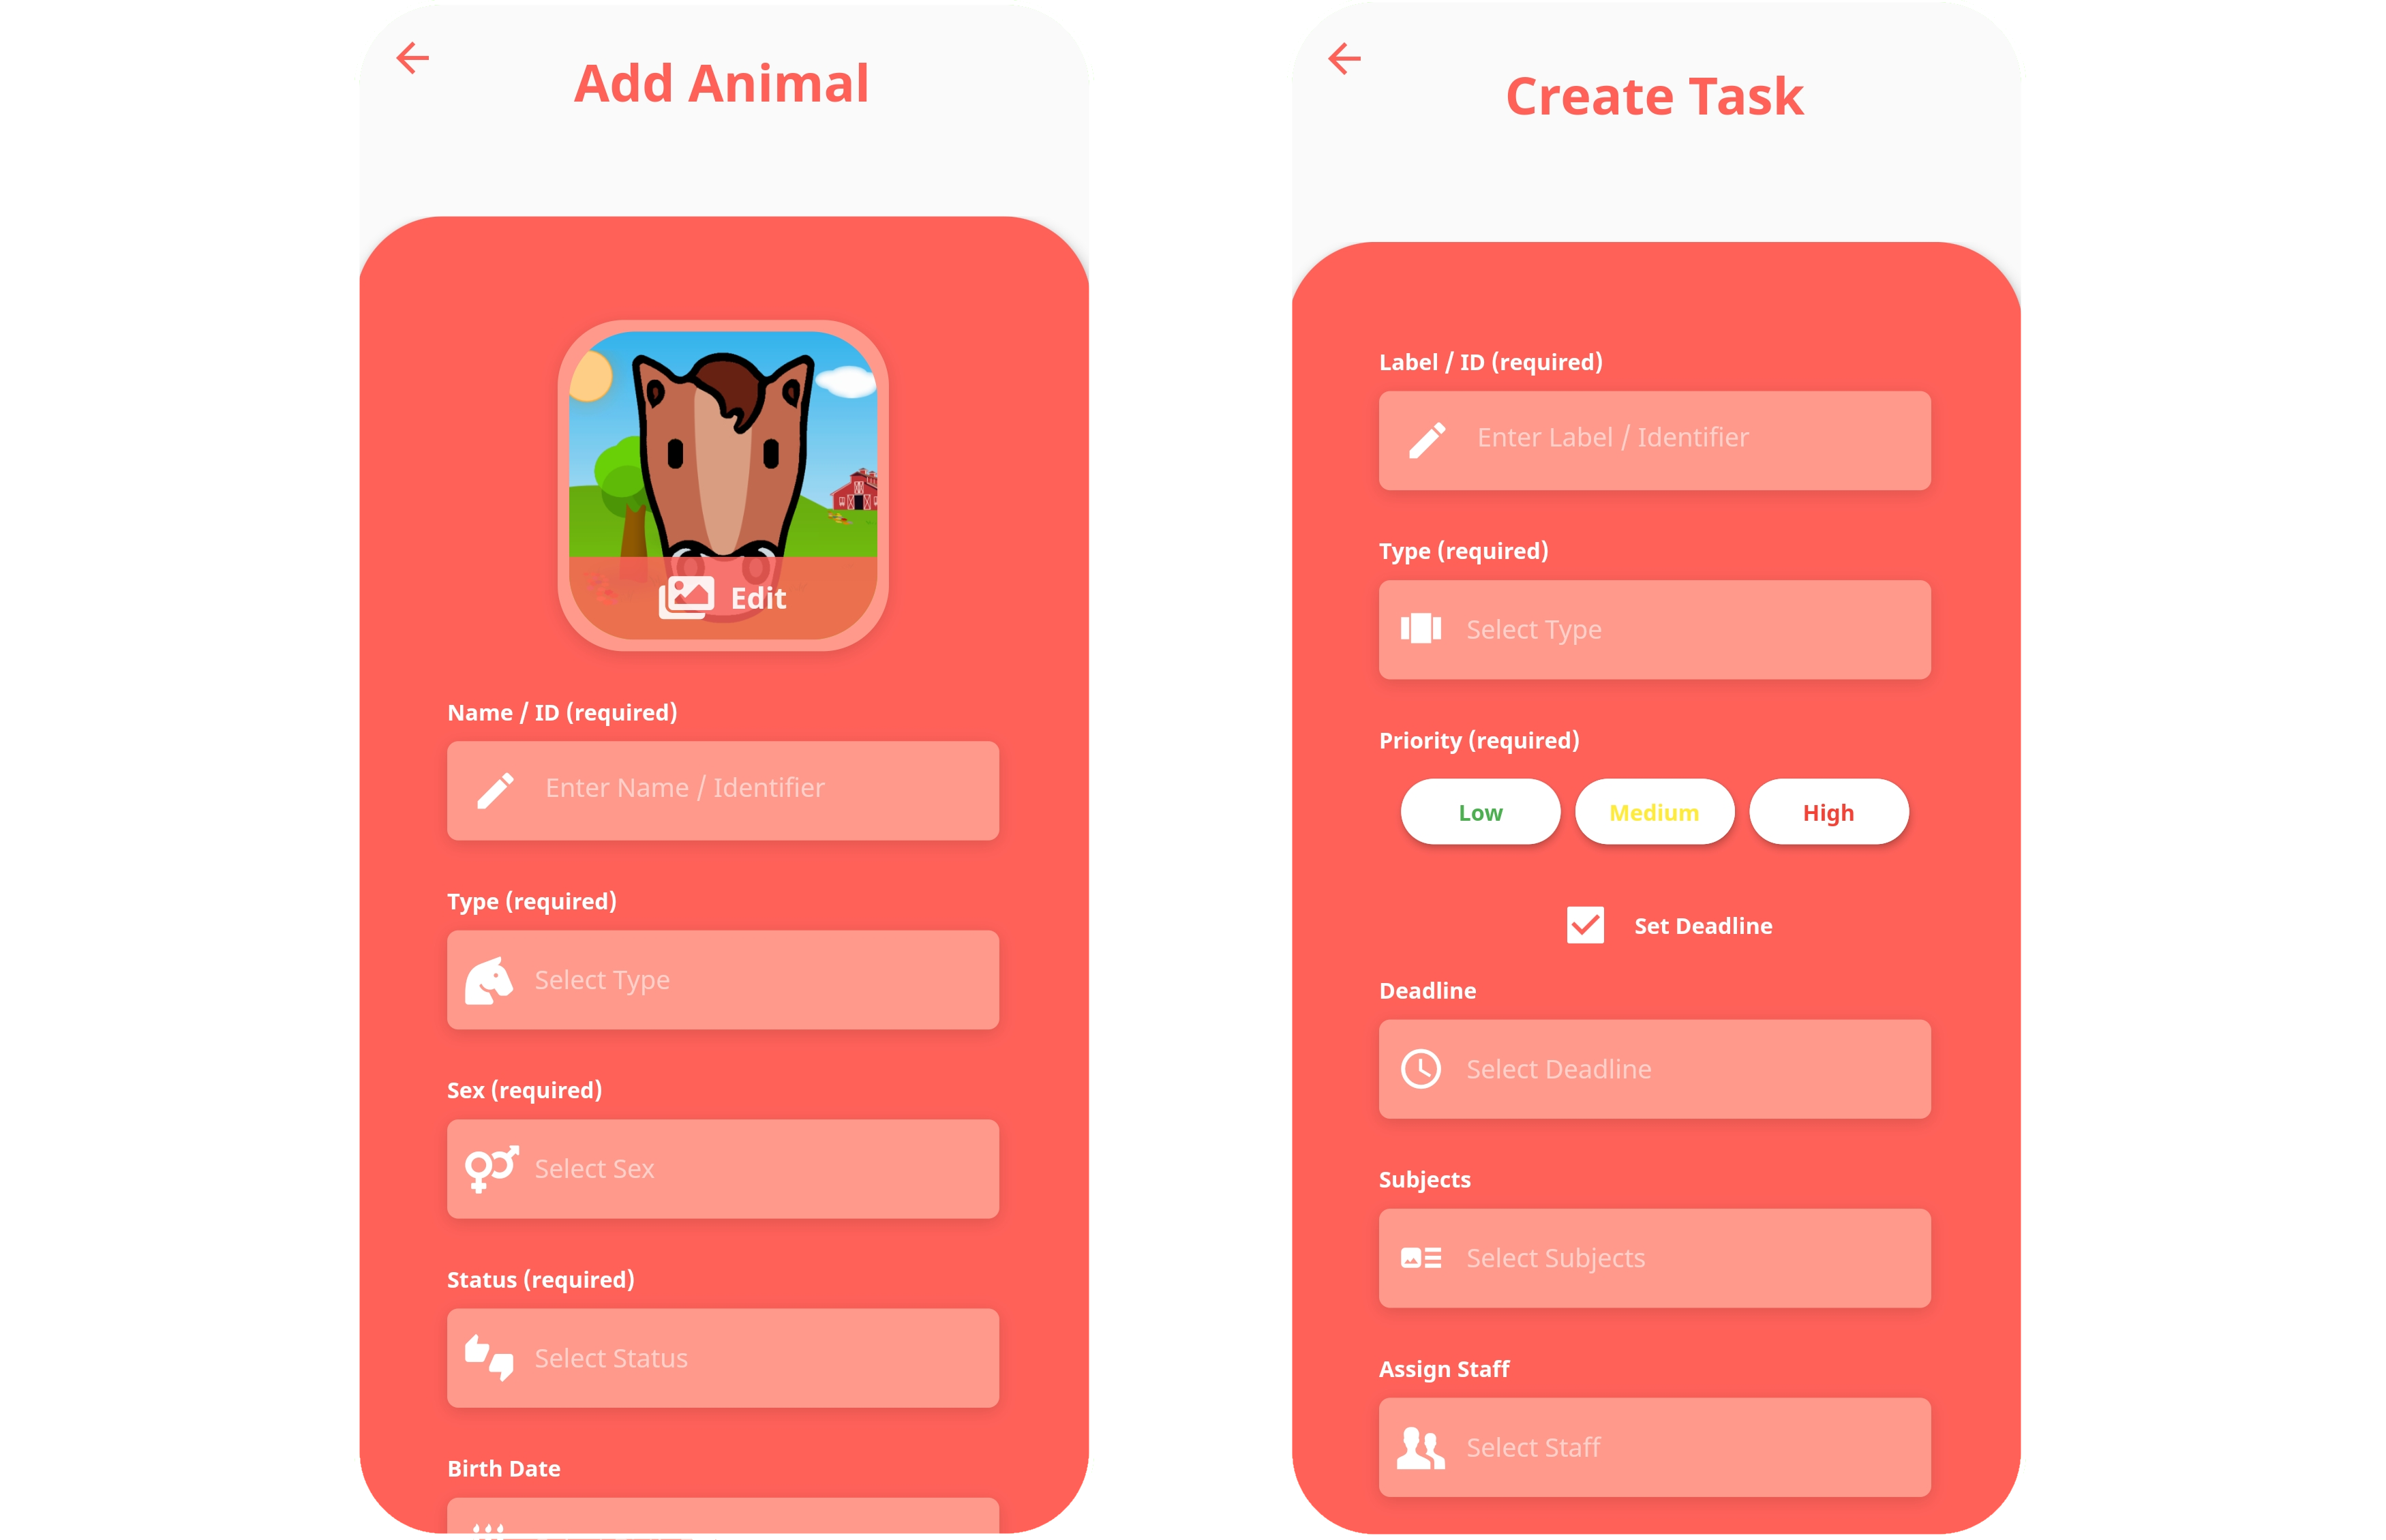 Add Animal
Edit
Name / ID (required)
Enter Name / Identifier
Type (required)
Select Type
Sex (required)
Select Sex
Status (required)
Select Status
Birth Date
Create Task
Label / ID (required)
Enter Label / Identifier
Type (required)
Select Type
Priority (required)
Low Medium High
Set Deadline
Deadline
Select Deadline
Subjects
Select Subjects
Assign Staff
Select Staff